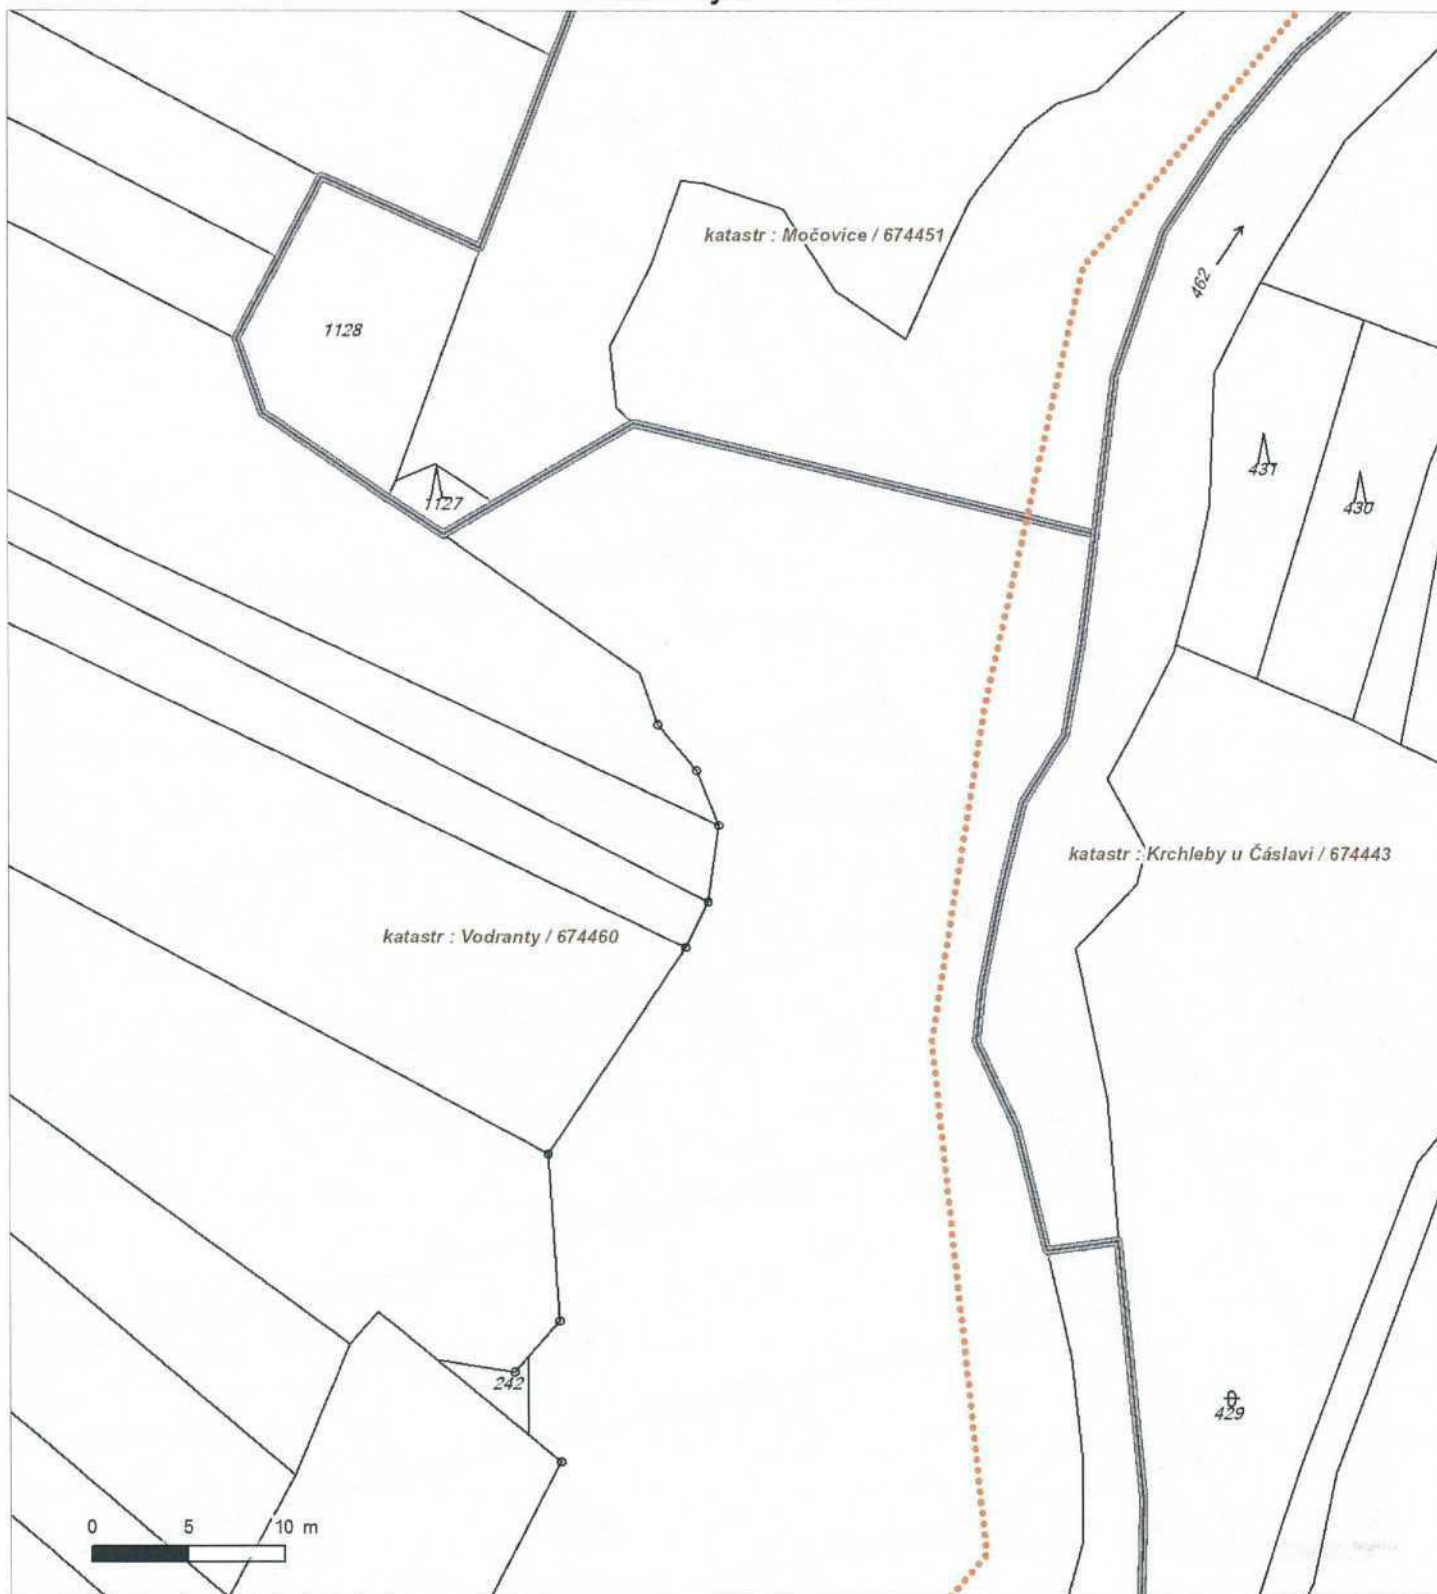 katastr : Močovice / 674451
462
1128
431
430
1127
katastr : Krchleby u Čáslavi / 674443
katastr : Vodranty / 674460
242
429
0 5 10 m